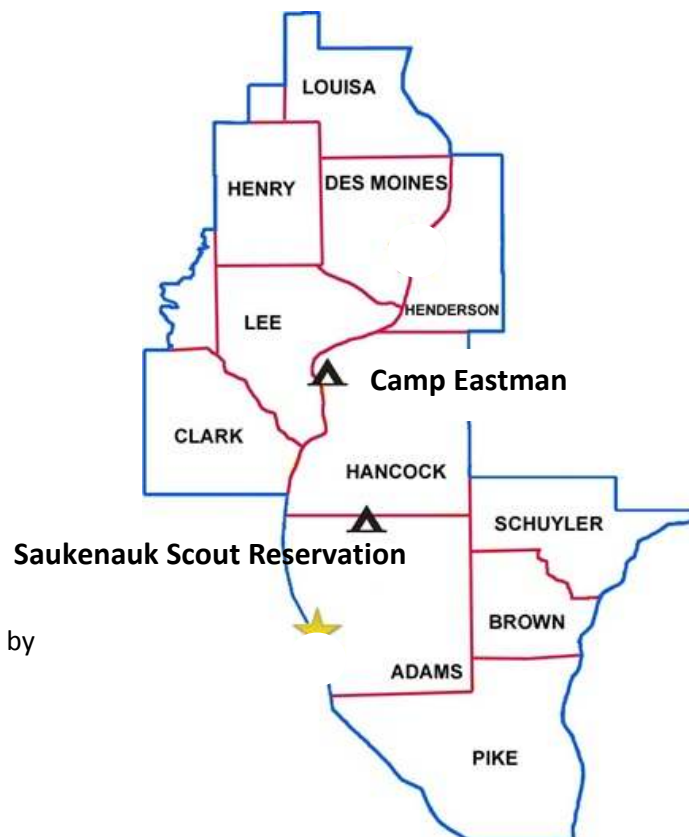 LOUISA
HENRY
DES MOINES
LEE
HENDERSON
Camp Eastman
CLARK
HANCOCK
SCHUYLER
Saukenauk Scout Reservation
BROWN
by
ADAMS
PIKE